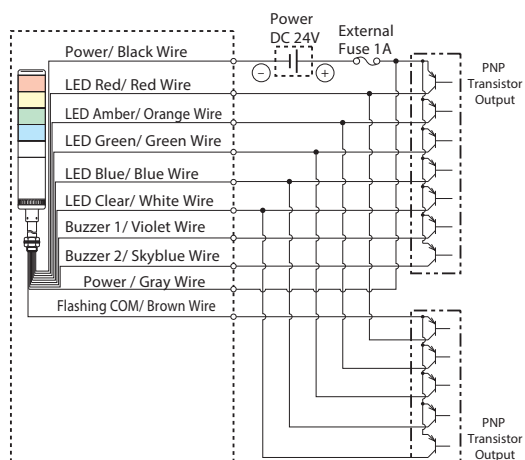 Power
DC 24V
External
Fuse 1A
Power/ Black Wire
−
+
PNP
Transistor
Output
LED Red/ Red Wire
LED Amber/ Orange Wire
LED Green/ Green Wire
LED Blue/ Blue Wire
LED Clear/ White Wire
Buzzer 1/ Violet Wire
Buzzer 2/ Skyblue Wire
Power / Gray Wire
Flashing COM/ Brown Wire
PNP
Transistor
Output